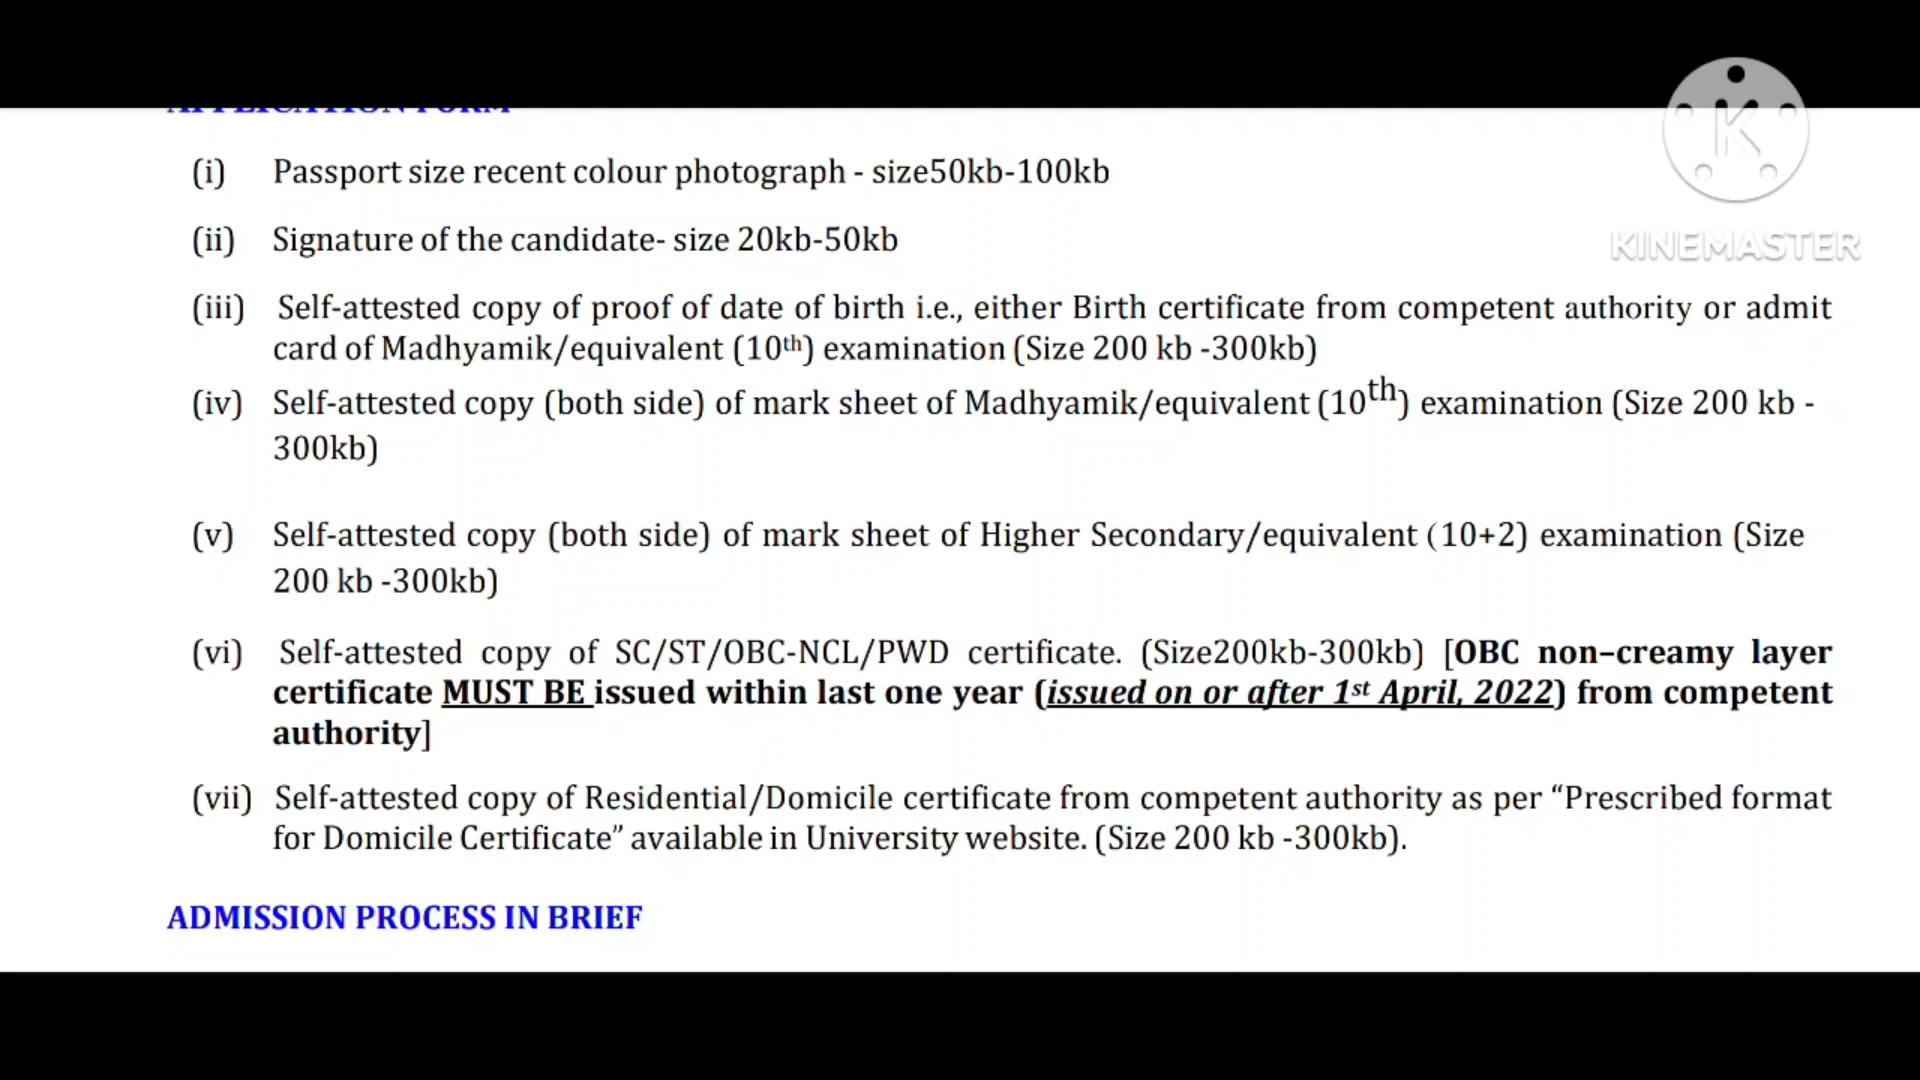 APPLICATION FORM
(i) Passport size recent colour photograph - size50kb-100kb
K
KINEMASTER
(ii) Signature of the candidate- size 20kb-50kb
(iii) Self-attested copy of proof of date of birth i.e., either Birth certificate from competent authority or admit
card of Madhyamik/equivalent (10th) examination (Size 200 kb -300kb)
(iv) Self-attested copy (both side) of mark sheet of Madhyamik/equivalent (10th) examination (Size 200 kb -
300kb)
(v) Self-attested copy (both side) of mark sheet of Higher Secondary/equivalent (10+2) examination (Size
200 kb -300kb)
(vi) Self-attested copy of SC/ST/OBC-NCL/PWD certificate. (Size200kb-300kb) [OBC non–creamy layer
certificate MUST BE issued within last one year (issued on or after 1st April, 2022) from competent
authority]
(vii) Self-attested copy of Residential/Domicile certificate from competent authority as per “Prescribed format
for Domicile Certificate” available in University website. (Size 200 kb -300kb).
ADMISSION PROCESS IN BRIEF